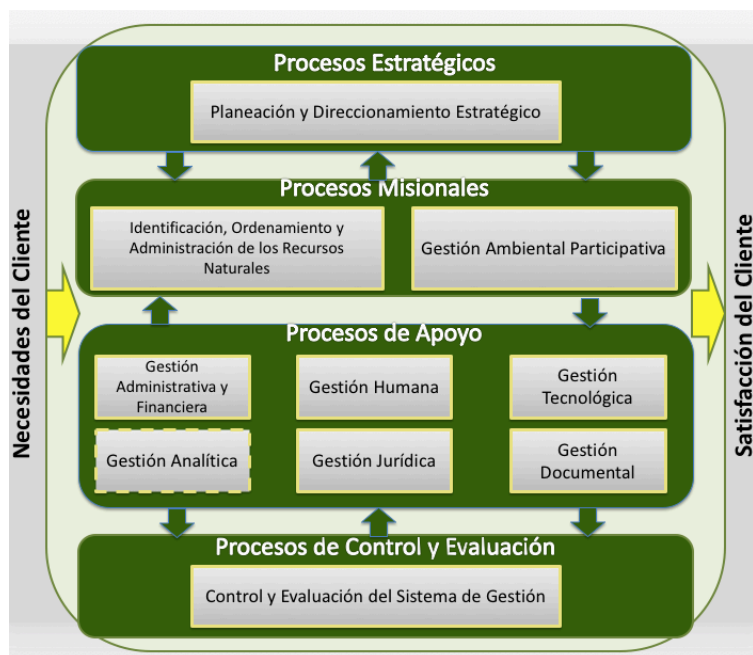 Procesos Estratégicos
Planeación y Direccionamiento Estratégico
Procesos Misionales
Identificación, Ordenamiento y
Administración de los Recursos
Naturales
Gestión Ambiental Participativa
Necesidades del Cliente
Satisfacción del Cliente
Procesos de Apoyo
Gestión
Administrativa y
Financiera
Gestión Humana
Gestión
Tecnológica
Gestión Analítica
Gestión Jurídica
Gestión
Documental
Procesos de Control y Evaluación
Control y Evaluación del Sistema de Gestión